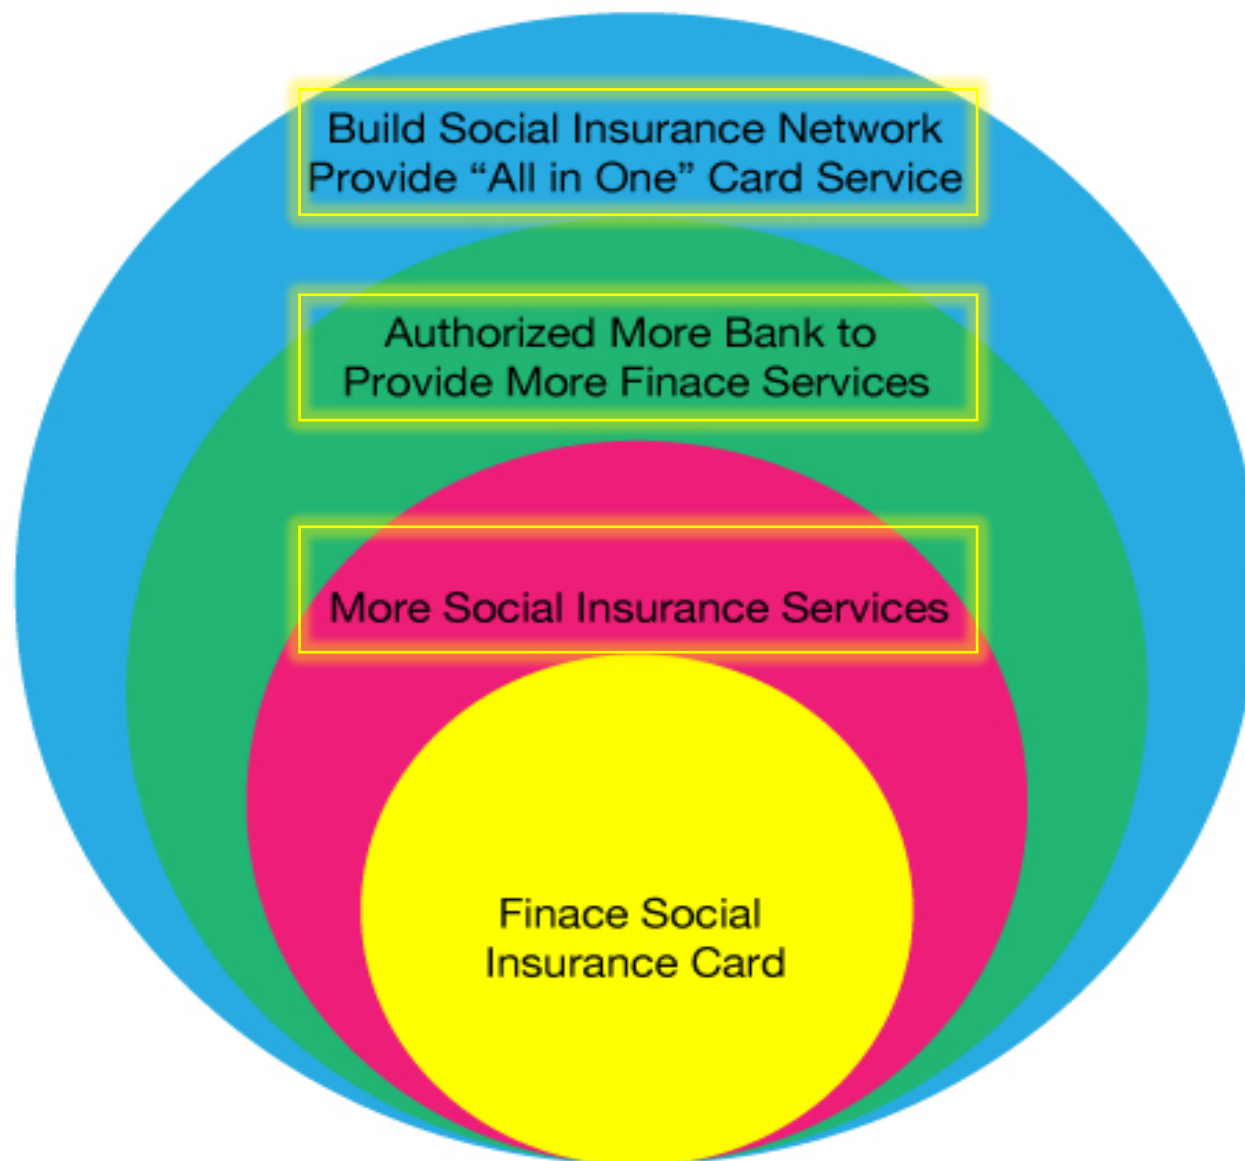 Build Social Insurance Network
Provide “All in One” Card Service
Authorized More Bank to
Provide More Finace Services
More Social Insurance Services
Finace Social
Insurance Card